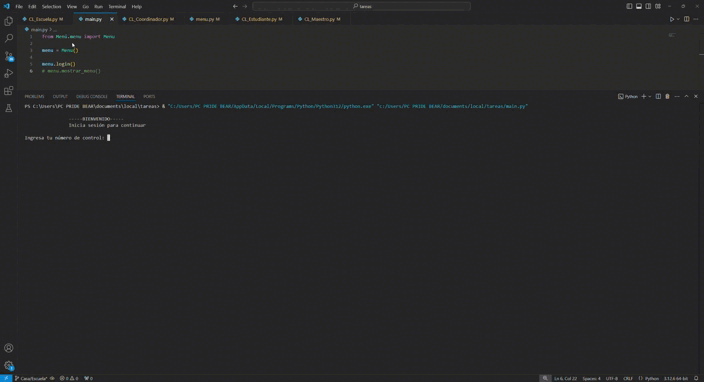 File Edit Selection View Go Run Terminal Help
tareas
CL_Escuela.py M
main.py M
CL_Coordinador.py M
menu.py M
CL_Estudiante.py M
CL_Maestro.py M
main.py > ...
1 from Menú.menu import Menu
2
3 menu = Menu()
4
5 menu.login()
6 # menu.mostrar_menu()
PROBLEMS OUTPUT DEBUG CONSOLE TERMINAL PORTS
Python
PS C:\Users\PC PRIDE BEAR\documents\local\tareas> & "c:/Users/PC PRIDE BEAR/AppData/Local/Programs/Python/Python312/python.exe" "c:/Users/PC PRIDE BEAR/documents/local/tareas/main.py"
-----BIENVENIDO-----
Inicia sesión para continuar
Ingresa tu número de control:
Casa/Escuela* 0 0 0 Ln 6, Col 22 Spaces: 4 UTF-8 CRLF Python 3.12.6 64-bit